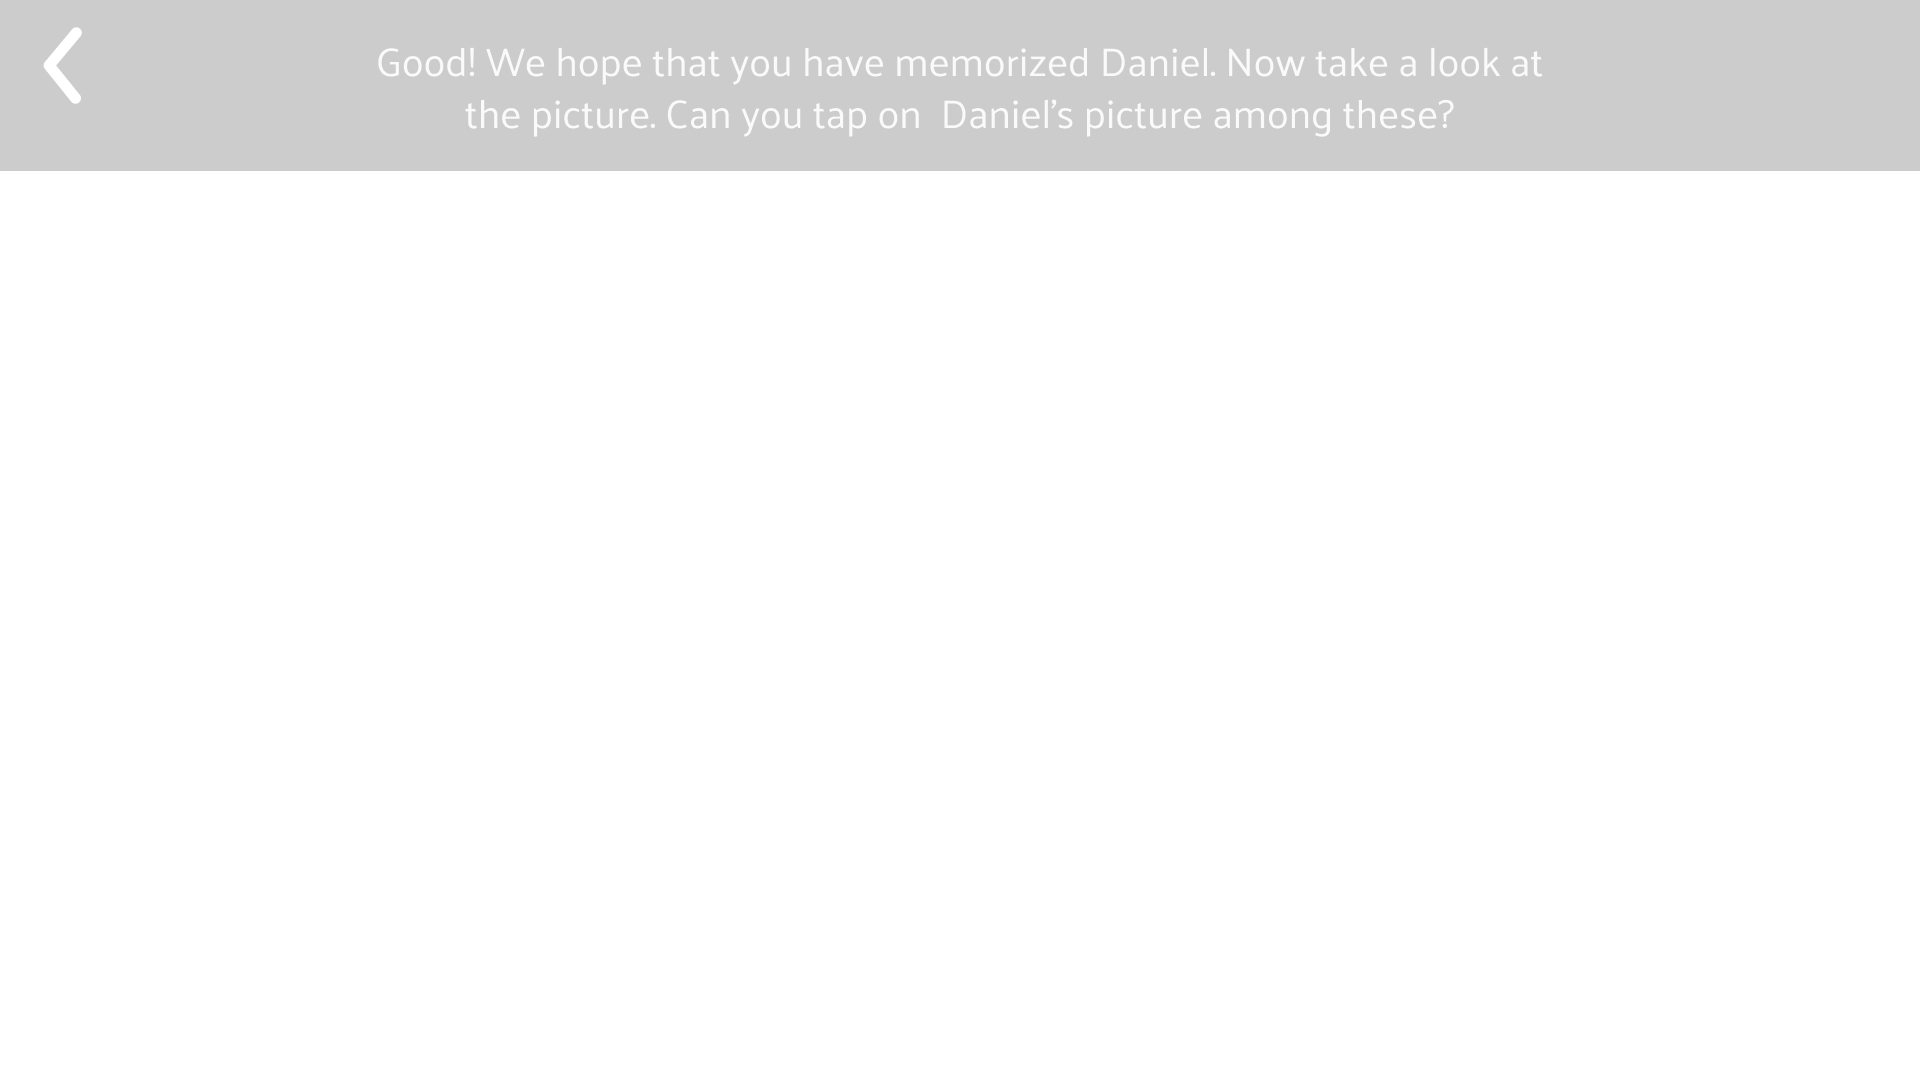 Good! We hope that you have memorized Daniel. Now take a look at
the picture. Can you tap on  Daniel’s picture among these?